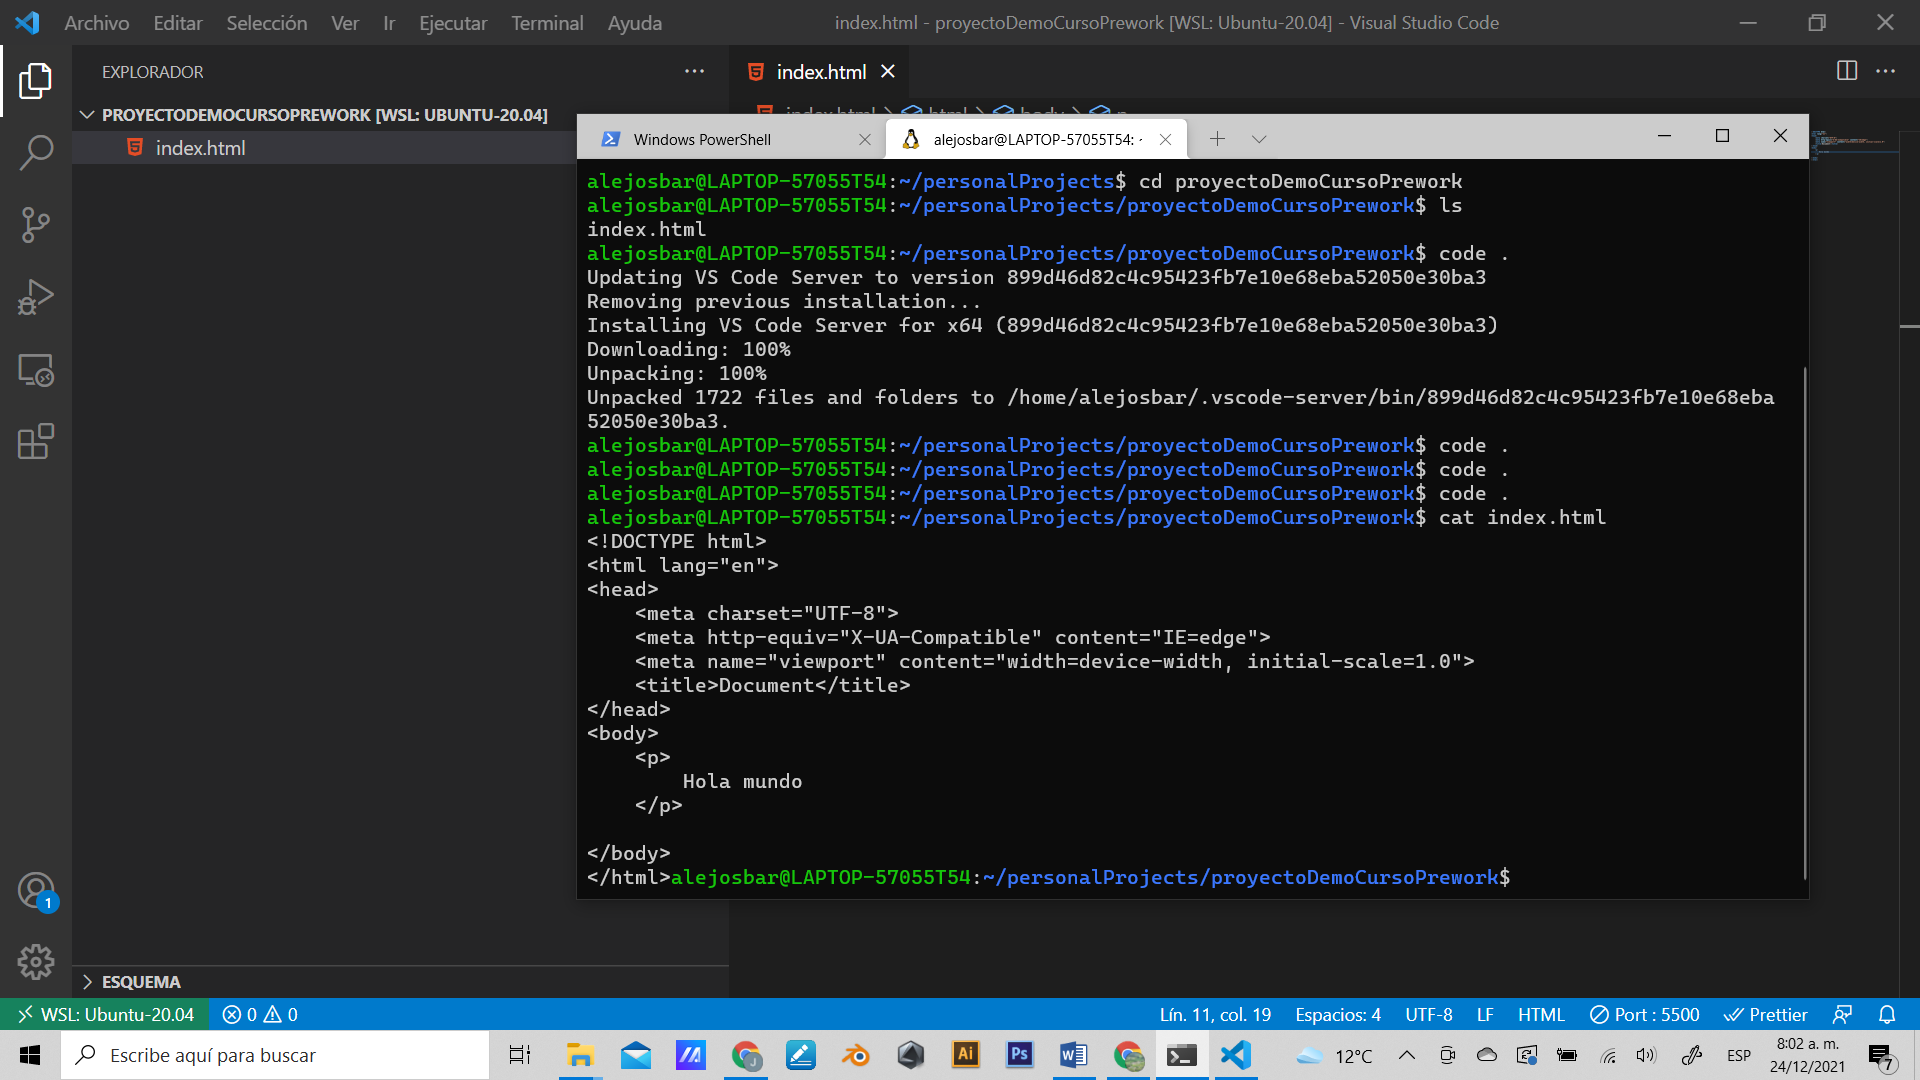 Archivo Editar Selección Ver Ir Ejecutar Terminal Ayuda
index.html - proyectoDemoCursoPrework [WSL: Ubuntu-20.04] - Visual Studio Code
EXPLORADOR
index.html
PROYECTODEMOCURSOPREWORK [WSL: UBUNTU-20.04]
index.html
Windows PowerShell
alejosbar@LAPTOP-57055T54:
alejosbar@LAPTOP-57055T54:~/personalProjects$ cd proyectoDemoCursoPrework
alejosbar@LAPTOP-57055T54:~/personalProjects/proyectoDemoCursoPrework$ ls
index.html
alejosbar@LAPTOP-57055T54:~/personalProjects/proyectoDemoCursoPrework$ code .
Updating VS Code Server to version 899d46d82c4c95423fb7e10e68eba52050e30ba3
Removing previous installation...
Installing VS Code Server for x64 (899d46d82c4c95423fb7e10e68eba52050e30ba3)
Downloading: 100%
Unpacking: 100%
Unpacked 1722 files and folders to /home/alejosbar/.vscode-server/bin/899d46d82c4c95423fb7e10e68eba
52050e30ba3.
alejosbar@LAPTOP-57055T54:~/personalProjects/proyectoDemoCursoPrework$ code .
alejosbar@LAPTOP-57055T54:~/personalProjects/proyectoDemoCursoPrework$ code .
alejosbar@LAPTOP-57055T54:~/personalProjects/proyectoDemoCursoPrework$ code .
alejosbar@LAPTOP-57055T54:~/personalProjects/proyectoDemoCursoPrework$ cat index.html
<!DOCTYPE html>
<html lang="en">
<head>
    <meta charset="UTF-8">
    <meta http-equiv="X-UA-Compatible" content="IE=edge">
    <meta name="viewport" content="width=device-width, initial-scale=1.0">
    <title>Document</title>
</head>
<body>
    <p>
        Hola mundo
    </p>

</body>
</html>alejosbar@LAPTOP-57055T54:~/personalProjects/proyectoDemoCursoPrework$
1
ESQUEMA
WSL: Ubuntu-20.04 0 0 Lín. 11, col. 19 Espacios: 4 UTF-8 LF HTML Port : 5500 Prettier
Escribe aquí para buscar
Ai Ps
12°C
ESP
8:02 a. m.
24/12/2021
7